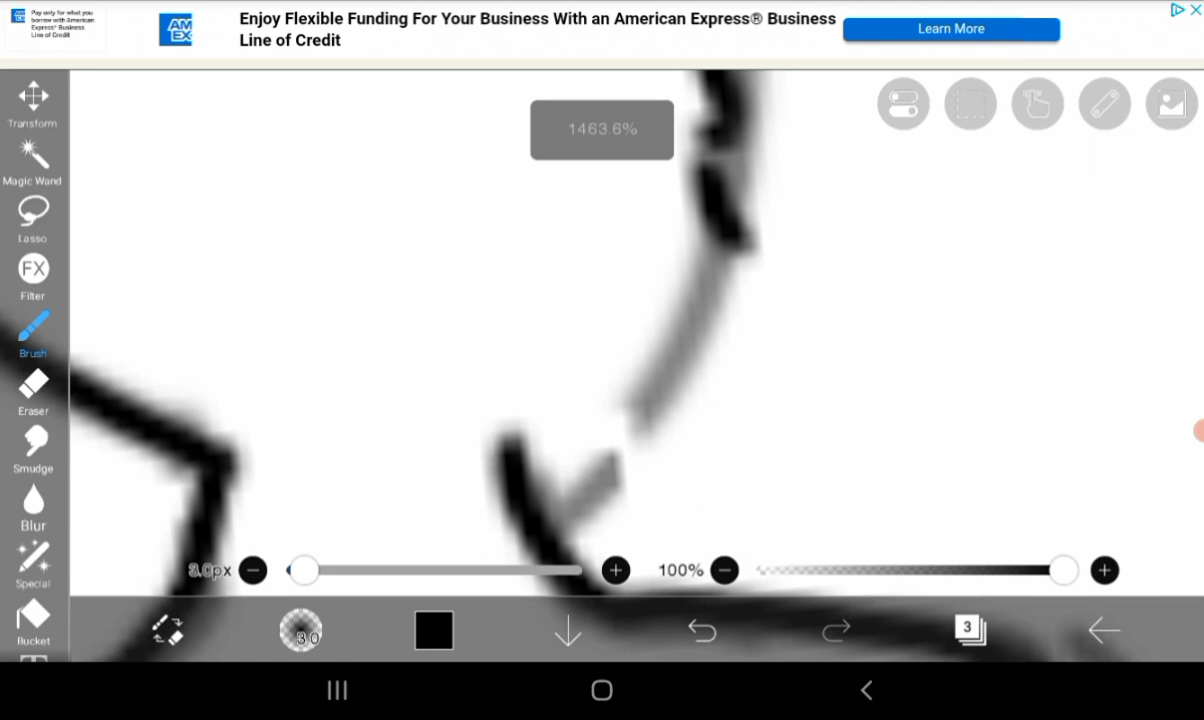 Pay only for what you
borrow with American
Express® Business
Line of Credit
AM
EX
Enjoy Flexible Funding For Your Business With an American Express® Business
Line of Credit
Learn More
1463.6%
Transform
Magic Wand
Lasso
FX
Filter
Brush
Eraser
Smudge
Blur
Special
Bucket
3.0px
100%
3.0
3